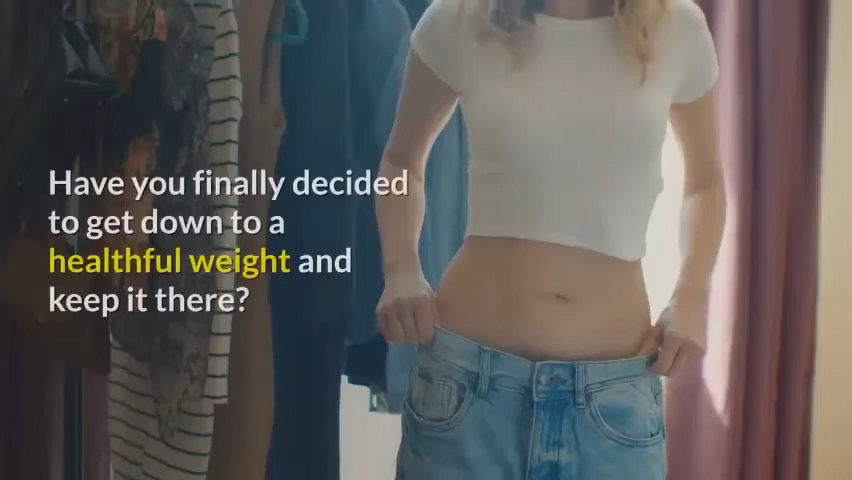 Have you finally decided
to get down to a
healthful weight and
keep it there?